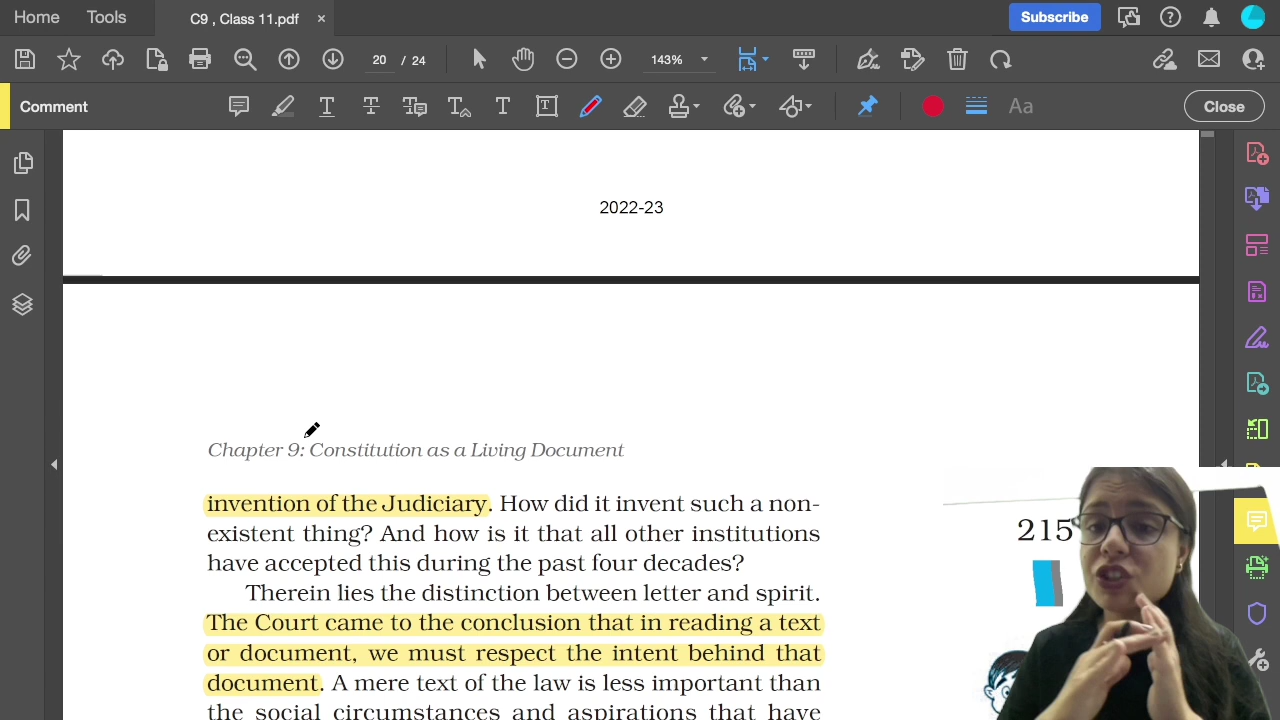 Home Tools C9 , Class 11.pdf × Subscribe
20 / 24 143%
Comment Aa Close
2022-23
Chapter 9: Constitution as a Living Document
215
invention of the Judiciary. How did it invent such a non-
existent thing? And how is it that all other institutions
have accepted this during the past four decades?
Therein lies the distinction between letter and spirit.
The Court came to the conclusion that in reading a text
or document, we must respect the intent behind that
document. A mere text of the law is less important than
the social circumstances and aspirations that have